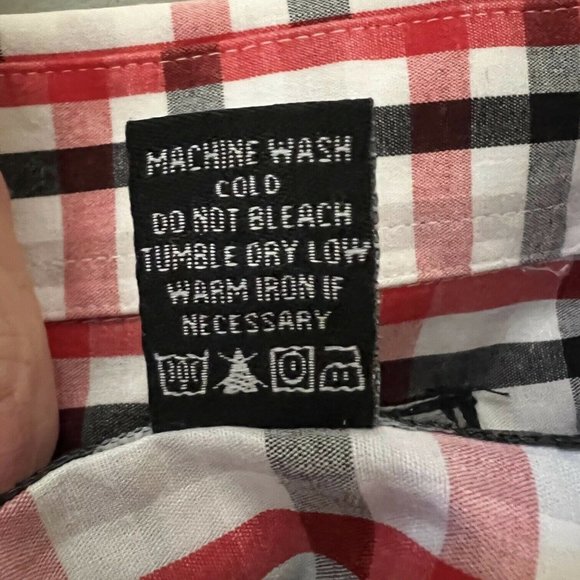 MACHINE WASH
COLD
DO NOT BLEACH
TUMBLE DRY LOW
WARM IRON IF
NECESSARY